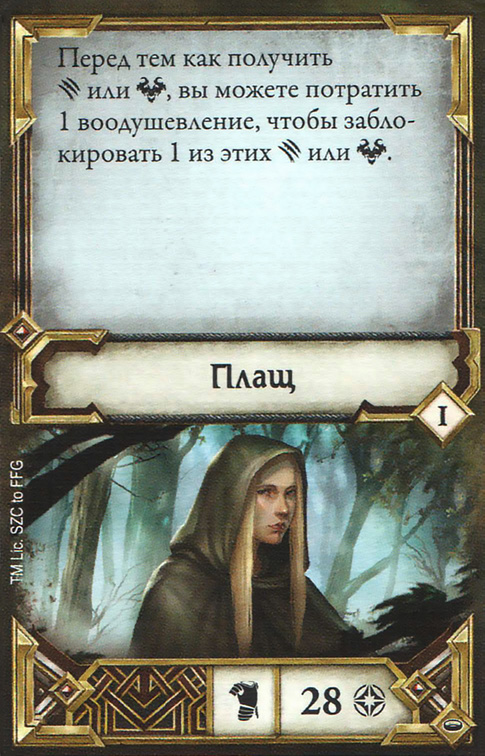 Перед тем как получить
или , вы можете потратить
1 воодушевление, чтобы забло-
кировать 1 из этих или .
Плащ
I
TM Lic. SZC to FFG
28